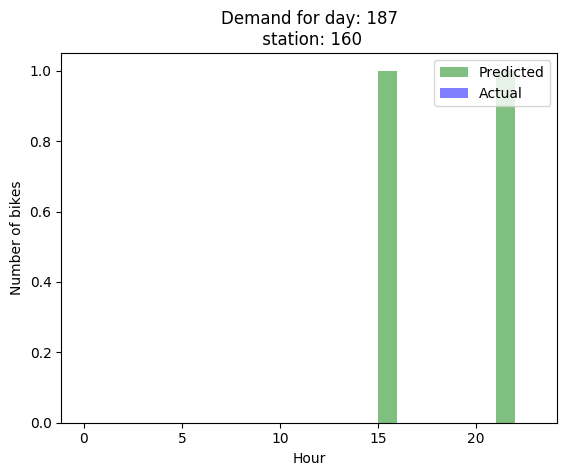 Demand for day: 187
station: 160
Predicted
Actual
Number of bikes
1.0
0.8
0.6
0.4
0.2
0.0
0 5 10 15 20
Hour